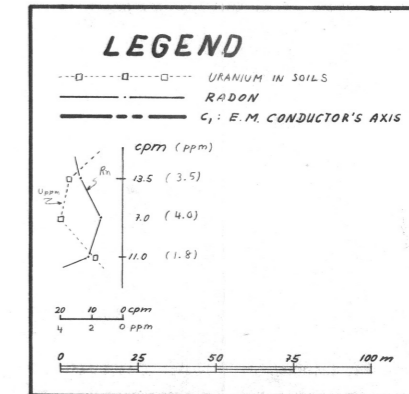 LEGEND
URANIUM IN SOILS
RADON
C1: E.M. CONDUCTOR'S AXIS
cpm (ppm)
Rn
13.5 (3.5)
Uppm
7.0 (4.0)
11.0 (1.8)
20 10 0 cpm
4 2 0 ppm
0 25 50 75 100 m